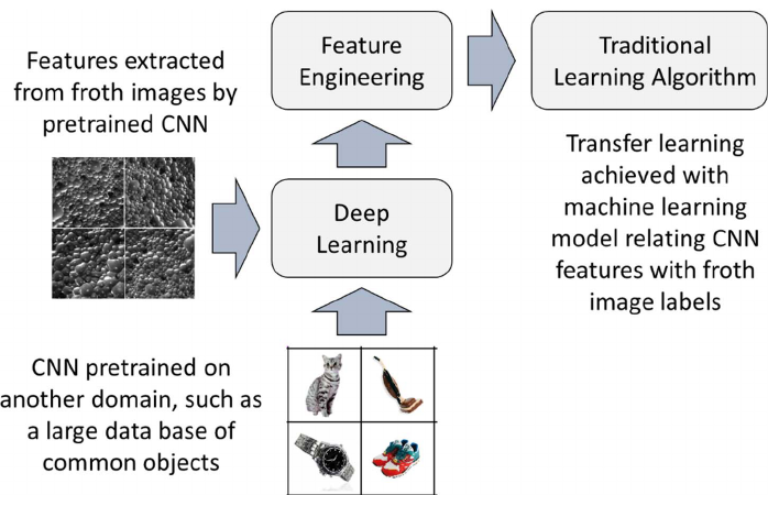 Features extracted
from froth images by
pretrained CNN
Feature
Engineering
Traditional
Learning Algorithm
Transfer learning
achieved with
machine learning
model relating CNN
features with froth
image labels
Deep
Learning
CNN pretrained on
another domain, such as
a large data base of
common objects